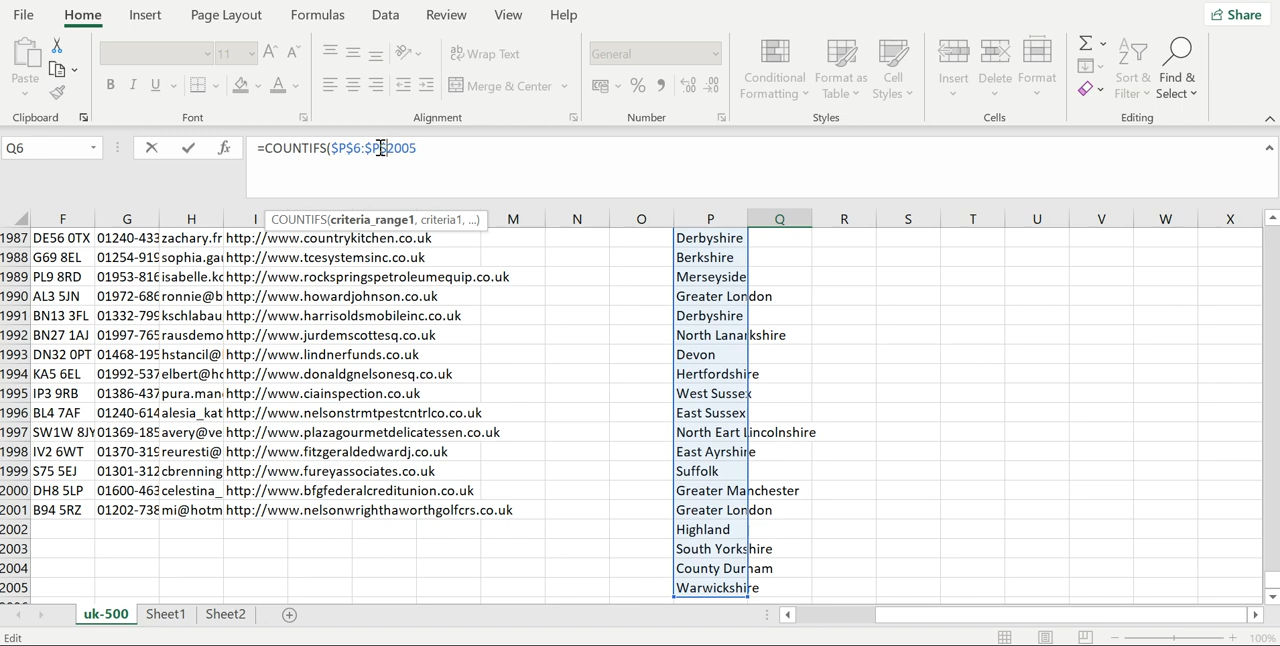 File Home Insert Page Layout Formulas Data Review View Help Share
Paste
11 A A
B I U A
Wrap Text
Merge & Center
General
% ,
Conditional Formatting
Format as Table
Cell Styles
Insert Delete Format
Sort & Filter
Find & Select
Clipboard Font Alignment Number Styles Cells Editing
Q6 fx =COUNTIFS($P$6:$P$2005
COUNTIFS(criteria_range1, criteria1, ...)
F G H I M N O P Q R S T U V W X
1987 DE56 0TX 01240-433 zachary.fr http://www.countrykitchen.co.uk Derbyshire
1988 G69 8EL 01254-919 sophia.gau http://www.tcesystemsinc.co.uk Berkshire
1989 PL9 8RD 01953-816 isabelle.ko http://www.rockspringspetroleumequip.co.uk Merseyside
1990 AL3 5JN 01972-686 ronnie@b http://www.howardjohnson.co.uk Greater London
1991 BN13 3FL 01332-799 kschlabau http://www.harrisoldsmobileinc.co.uk Derbyshire
1992 BN27 1AJ 01997-765 rausdemo http://www.jurdemscottesq.co.uk North Lanarkshire
1993 DN32 0PT 01468-195 hstancil@ http://www.lindnerfunds.co.uk Devon
1994 KA5 6EL 01992-537 elbert@ho http://www.donaldgnelsonesq.co.uk Hertfordshire
1995 IP3 9RB 01386-437 pura.man http://www.ciainspection.co.uk West Sussex
1996 BL4 7AF 01240-614 alesia_kat http://www.nelsonstrmtpestcntrlco.co.uk East Sussex
1997 SW1W 8JY 01369-185 avery@ve http://www.plazagourmetdelicatessen.co.uk North Eart Lincolnshire
1998 IV2 6WT 01370-319 reuresti@ http://www.fitzgeraldedwardj.co.uk East Ayrshire
1999 S75 5EJ 01301-312 cbrenning http://www.fureyassociates.co.uk Suffolk
2000 DH8 5LP 01600-463 celestina_ http://www.bfgfederalcreditunion.co.uk Greater Manchester
2001 B94 5RZ 01202-738 mi@hotm http://www.nelsonwrighthaworthgolfcrs.co.uk Greater London
2002 Highland
2003 South Yorkshire
2004 County Durham
2005 Warwickshire
uk-500 Sheet1 Sheet2
Edit 100%